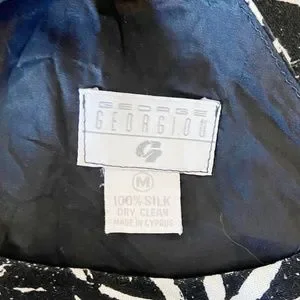 GEORGE
GEORGIOU
G
M
100% SILK
DRY CLEAN
MADE IN CYPRUS